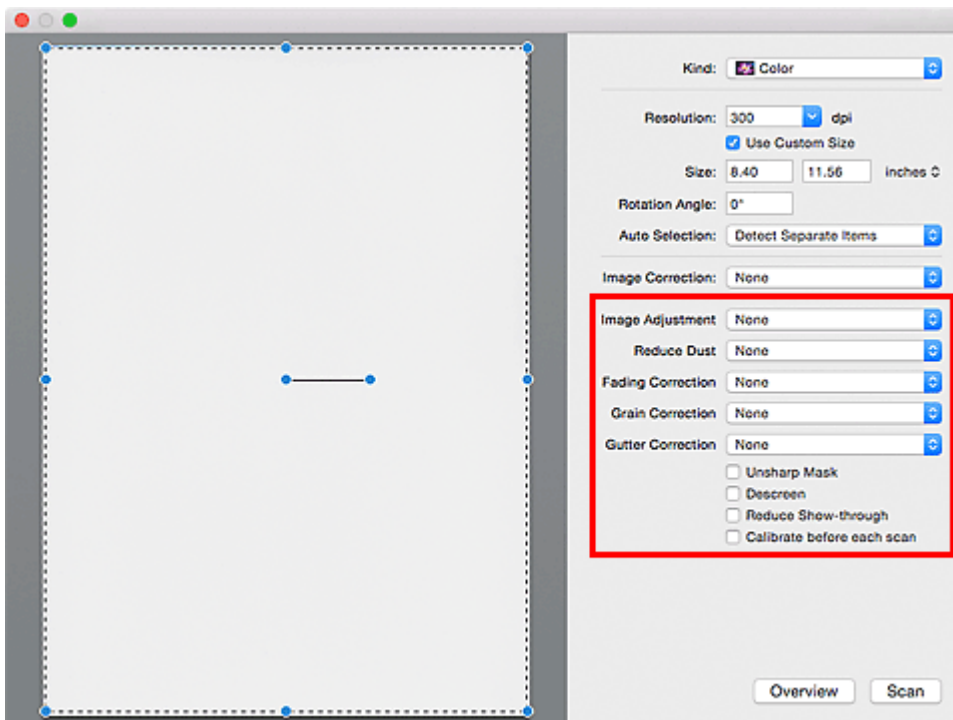 Kind: Color
Resolution: 300 dpi
Use Custom Size
Size: 8.40 11.56 inches
Rotation Angle: 0°
Auto Selection: Detect Separate Items
Image Correction: None
Image Adjustment None
Reduce Dust None
Fading Correction None
Grain Correction None
Gutter Correction None
Unsharp Mask
Descreen
Reduce Show-through
Calibrate before each scan
Overview Scan